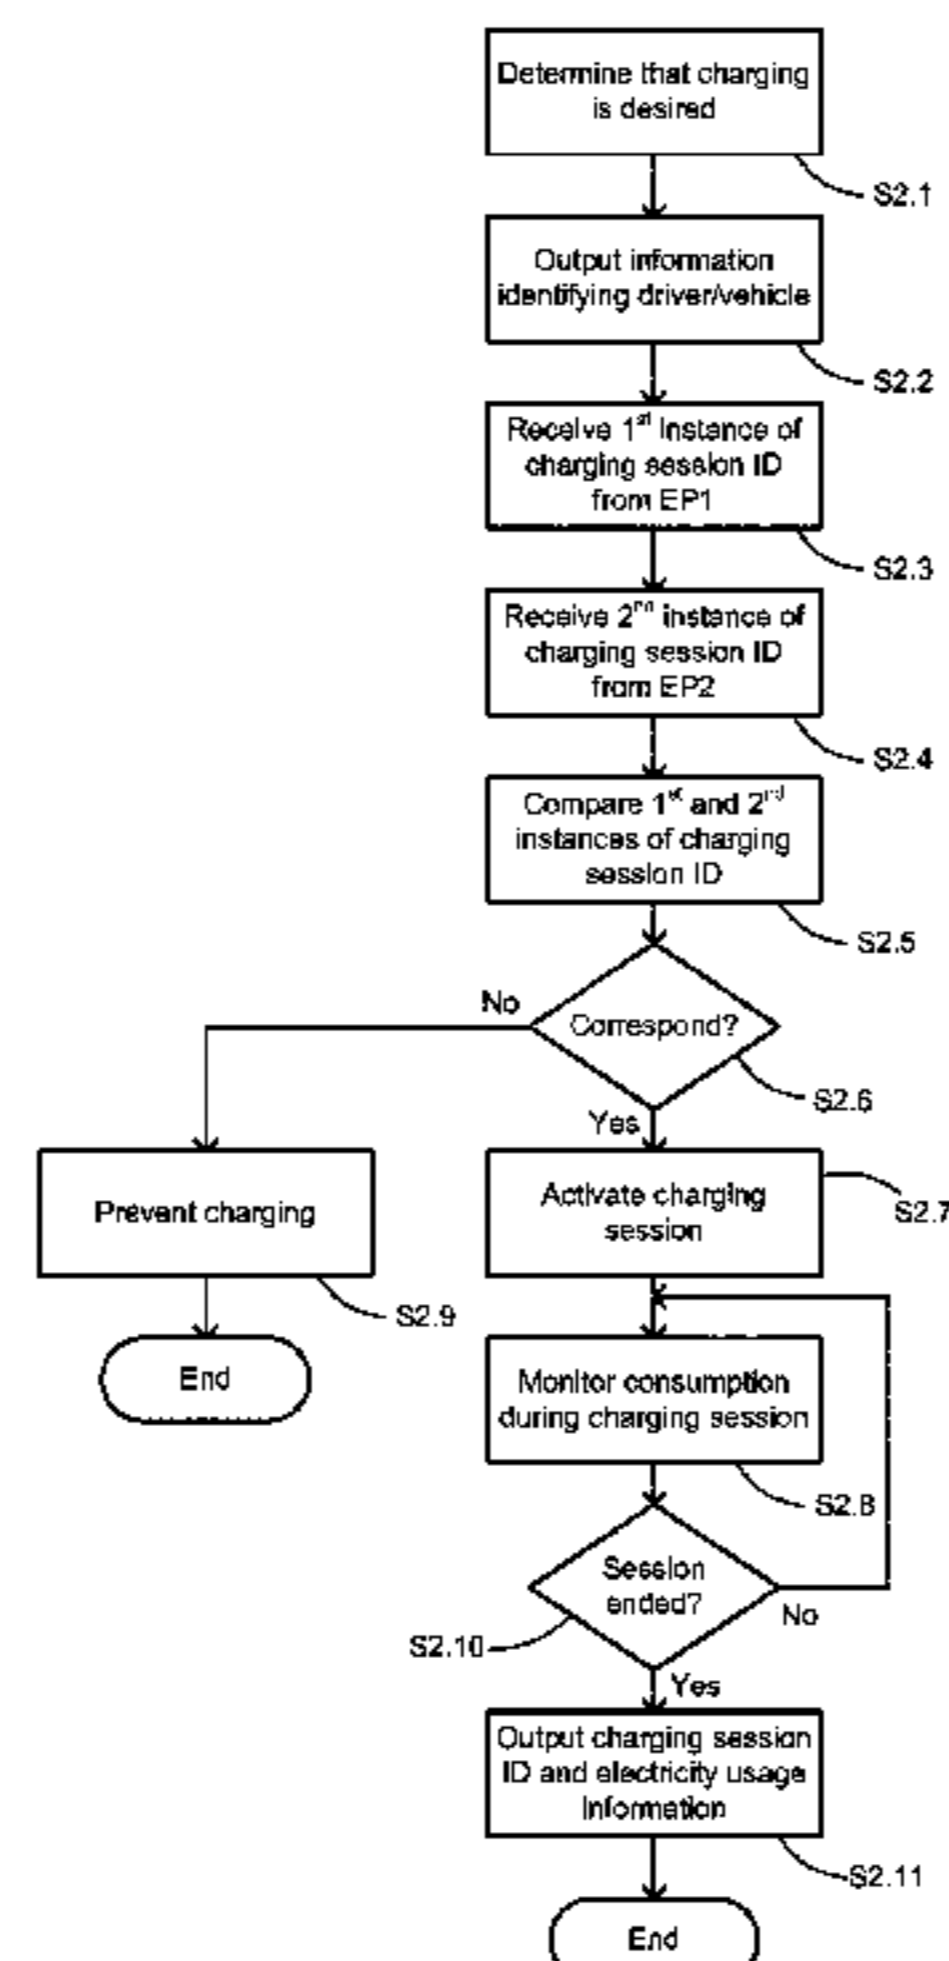 Determine that charging
is desired
S2.1
Output information
identifying driver/vehicle
S2.2
Receive 1st instance of
charging session ID
from EP1
S2.3
Receive 2nd instance of
charging session ID
from EP2
S2.4
Compare 1st and 2nd
instances of charging
session ID
S2.5
No
Correspond?
S2.6
Yes
Prevent charging
S2.9
End
Activate charging
session
S2.7
Monitor consumption
during charging session
S2.8
Session
ended?
No
S2.10
Yes
Output charging session
ID and electricity usage
information
S2.11
End